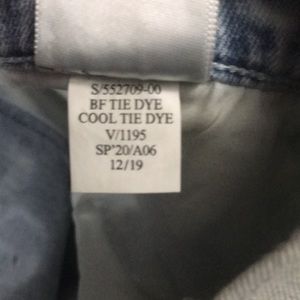 S/552709-00
BF TIE DYE
COOL TIE DYE
V/1195
SP'20/A06
12/19